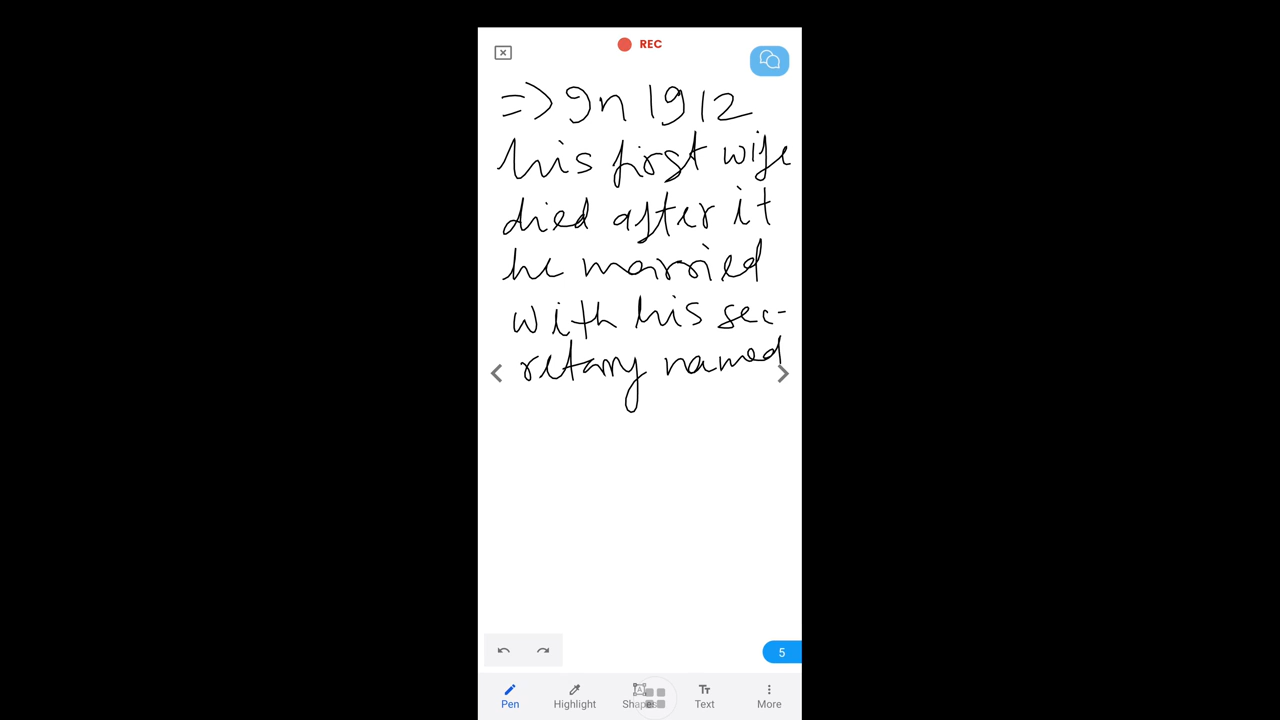 REC
=> In 1912
his first wife
died after it
he married
with his sec-
retary named
5
Pen Highlight Shapes Text More